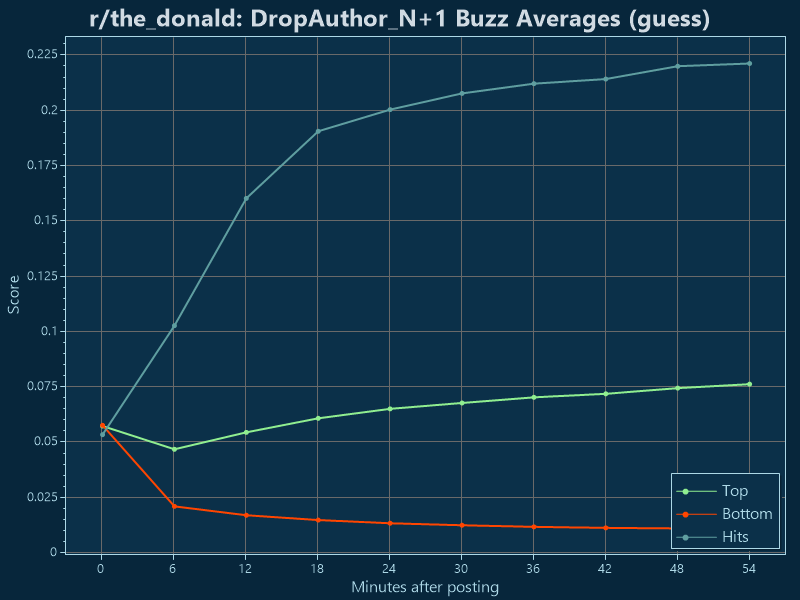 r/the_donald: DropAuthor_N+1 Buzz Averages (guess)
0.225
0.2
0.175
0.15
0.125
0.1
0.075
0.05
0.025
0
Score
Top
Bottom
Hits
0 6 12 18 24 30 36 42 48 54
Minutes after posting